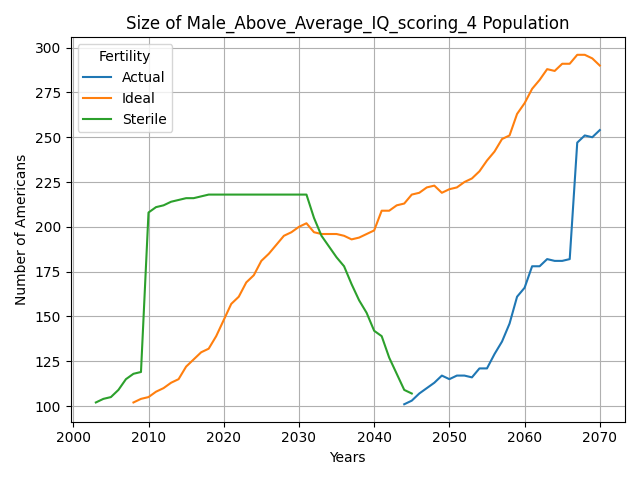 Size of Male_Above_Average_IQ_scoring_4 Population
Fertility
Actual
Ideal
Sterile
Number of Americans
300
275
250
225
200
175
150
125
100
2000 2010 2020 2030 2040 2050 2060 2070
Years